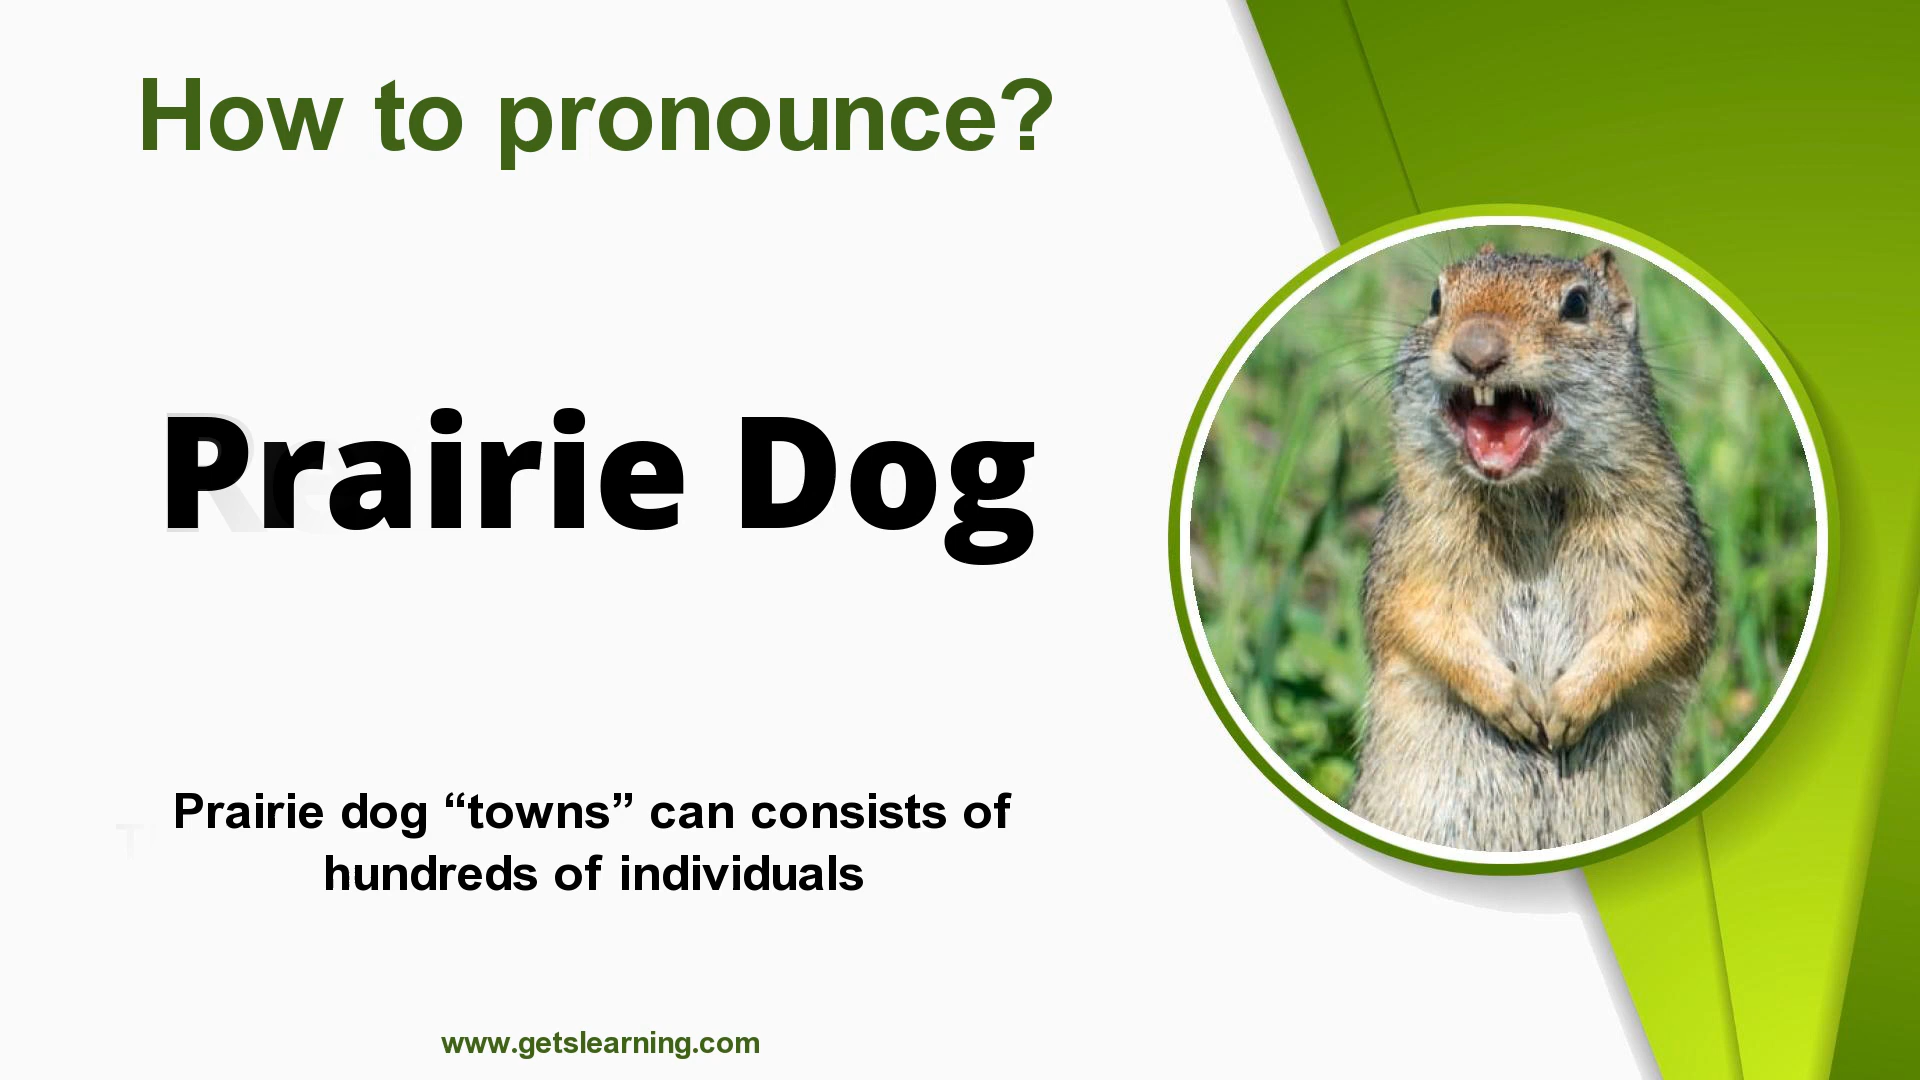 How to pronounce?
Prairie Dog
Prairie dog “towns” can consists of
hundreds of individuals
www.getslearning.com